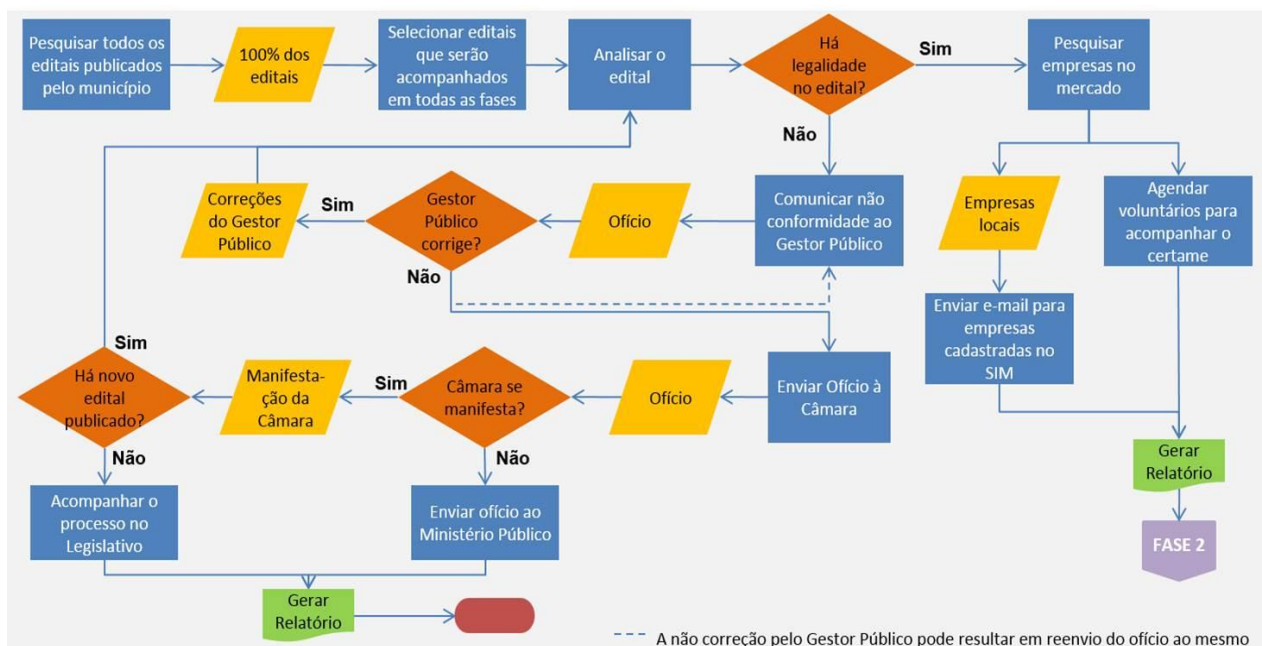 Pesquisar todos os
editais publicados
pelo município
100% dos
editais
Selecionar editais
que serão
acompanhados
em todas as fases
Analisar o
edital
Há
legalidade
no edital?
Sim
Pesquisar
empresas no
mercado
Não
Correções
do Gestor
Público
Sim
Gestor
Público
corrige?
Ofício
Comunicar não
conformidade ao
Gestor Público
Empresas
locais
Agendar
voluntários para
acompanhar o
certame
Não
Enviar e-mail para
empresas
cadastradas no
SIM
Sim
Há novo
edital
publicado?
Manifesta-
ção da
Câmara
Sim
Câmara se
manifesta?
Ofício
Enviar Ofício à
Câmara
Não
Não
Gerar
Relatório
Acompanhar o
processo no
Legislativo
Enviar ofício ao
Ministério Público
FASE 2
Gerar
Relatório
A não correção pelo Gestor Público pode resultar em reenvio do ofício ao mesmo